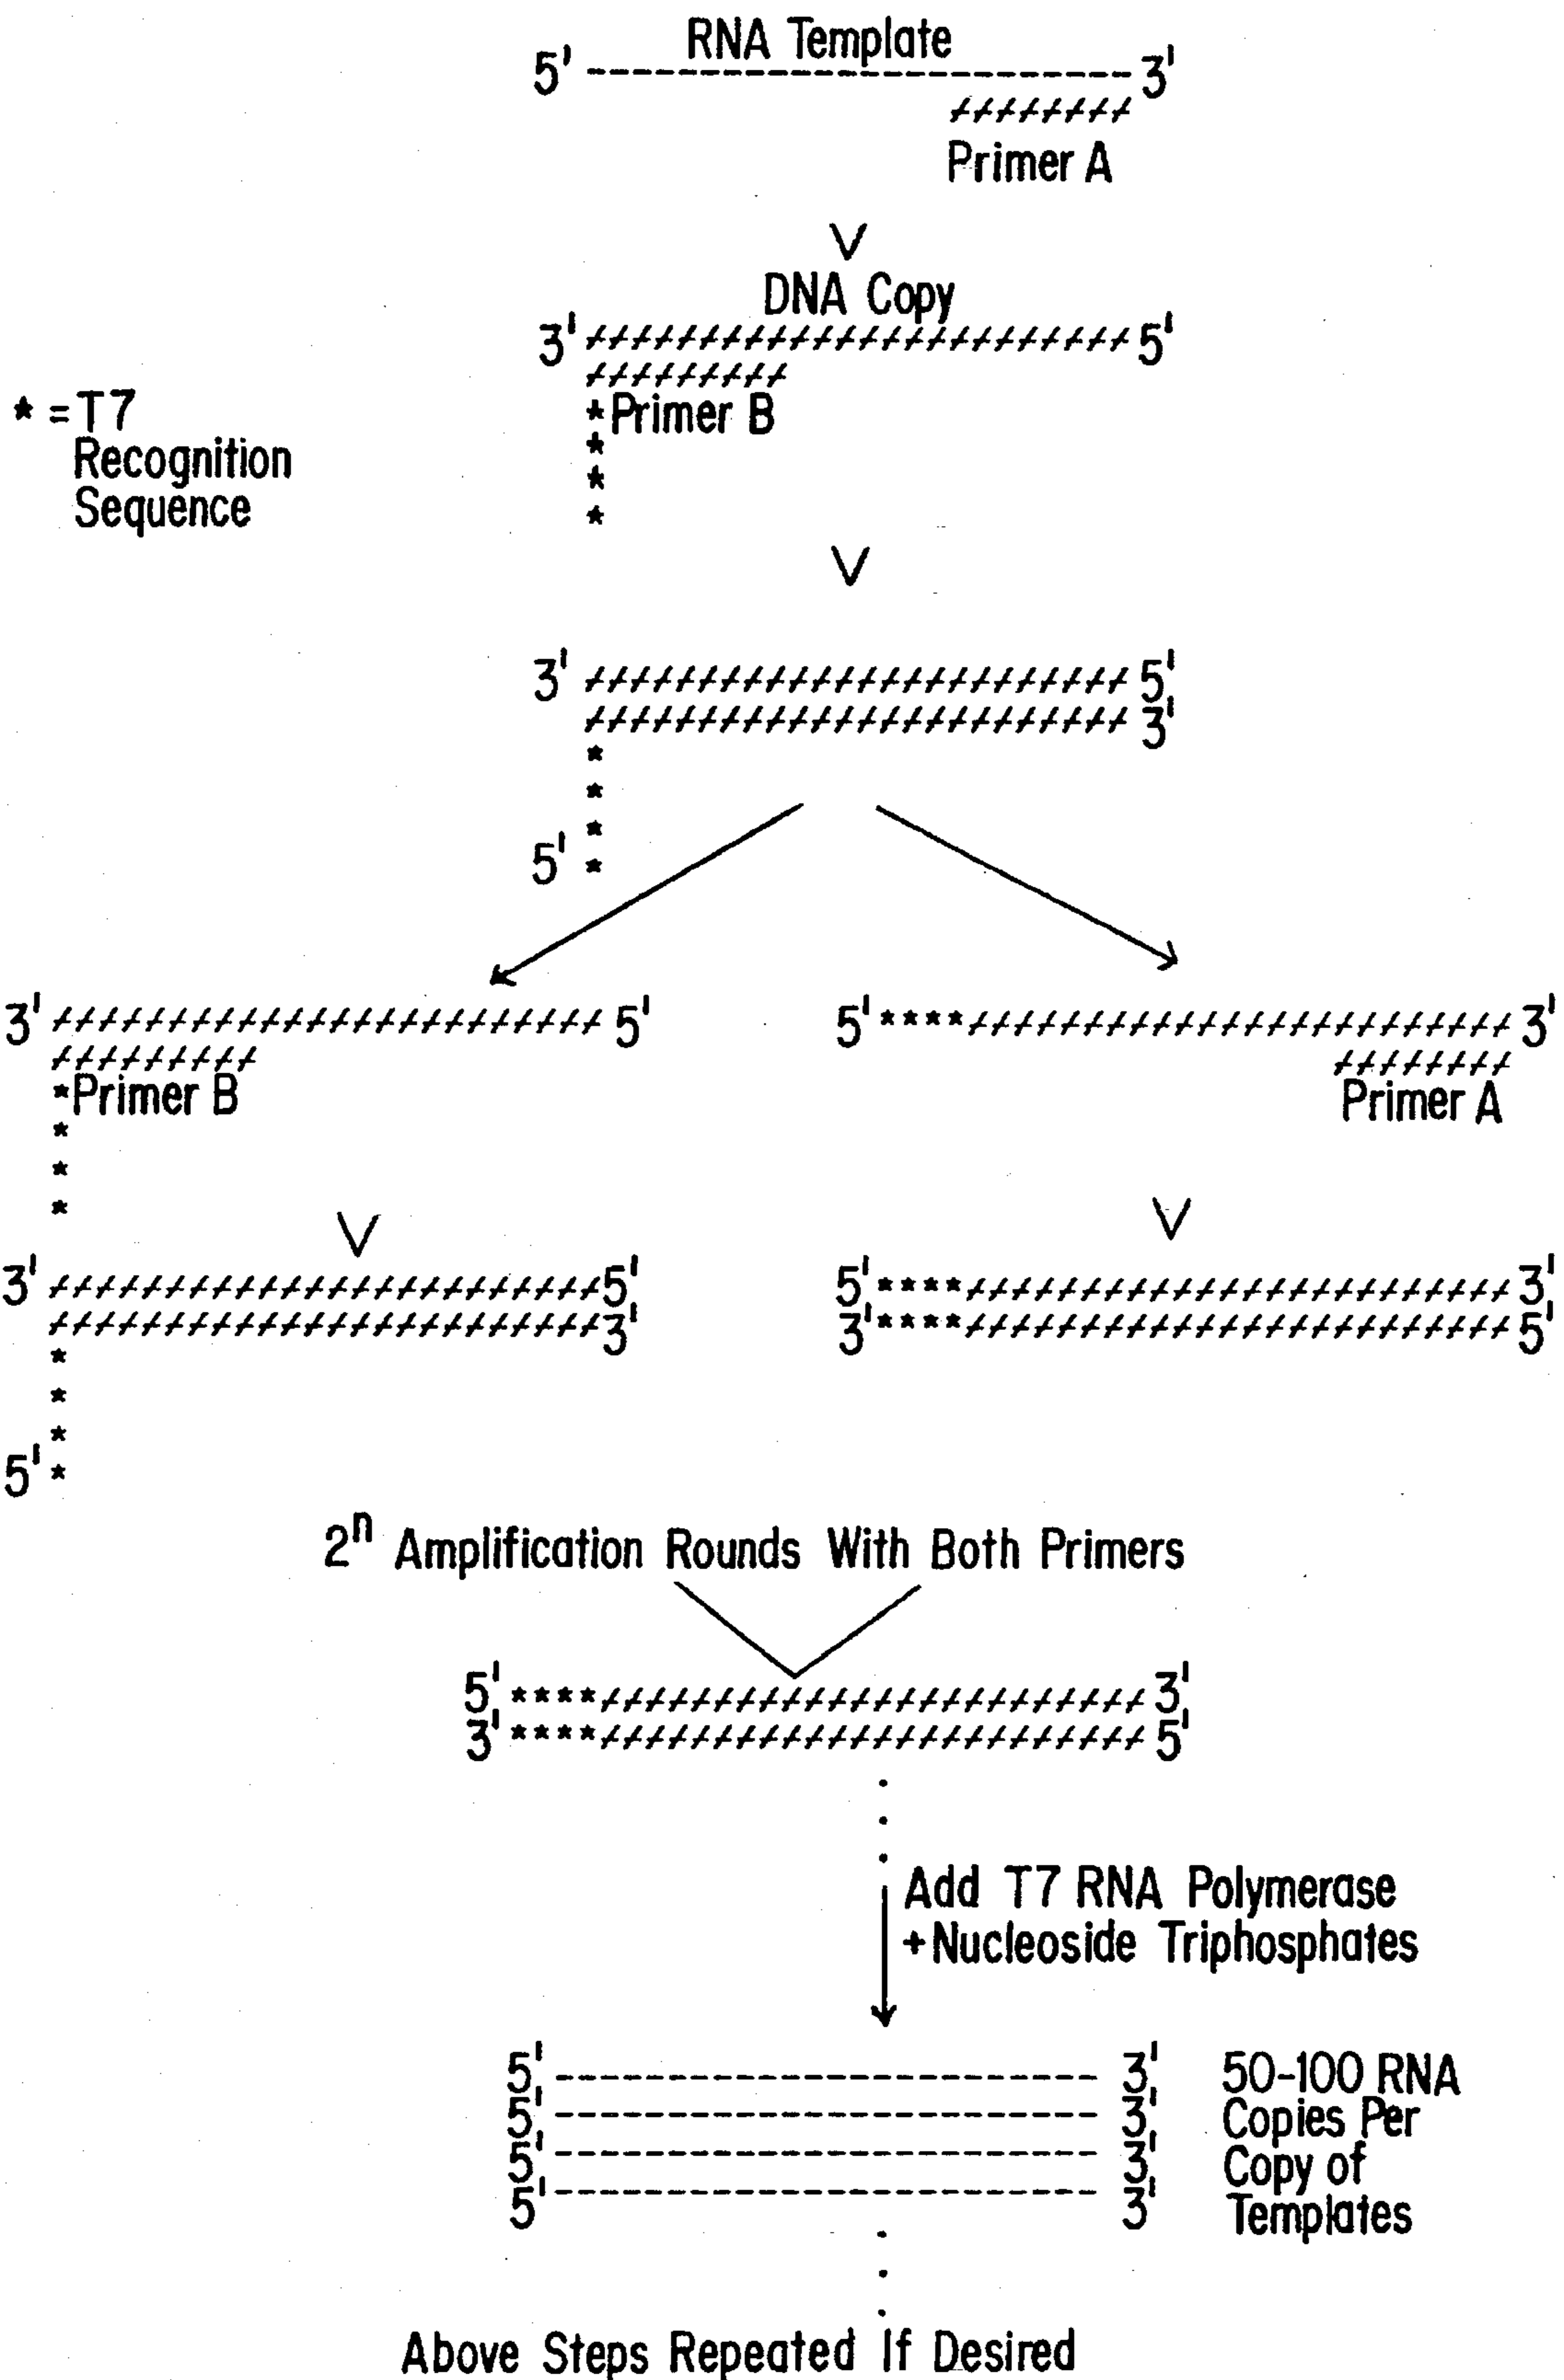 RNA Template
5' 3'
Primer A
DNA Copy
3' 5'
* = T7
Recognition
Sequence
*Primer B
*
*
*
3' 5'
3'
*
*
*
5' *
3' 5'
*Primer B
*
*
*
5' **** 3'
Primer A
3' 5'
3'
*
*
*
5' *
5' **** 3'
3' **** 5'
2ⁿ Amplification Rounds With Both Primers
5' **** 3'
3' **** 5'
Add T7 RNA Polymerase
+Nucleoside Triphosphates
5' 3'
5' 3'
5' 3'
5' 3'
50-100 RNA
Copies Per
Copy of
Templates
Above Steps Repeated If Desired